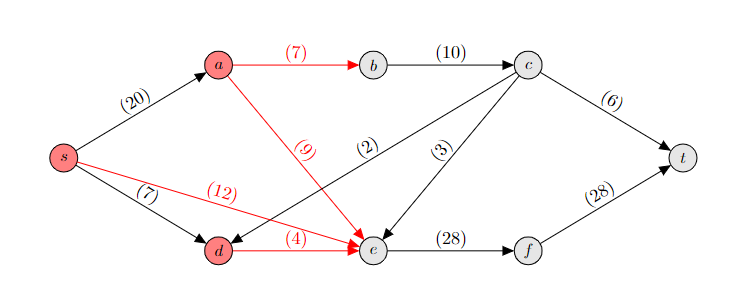 (7)
(10)
a
b
c
(20)
(6)
(9)
(2)
(3)
s
t
(7)
(12)
(28)
(4)
(28)
d
e
f